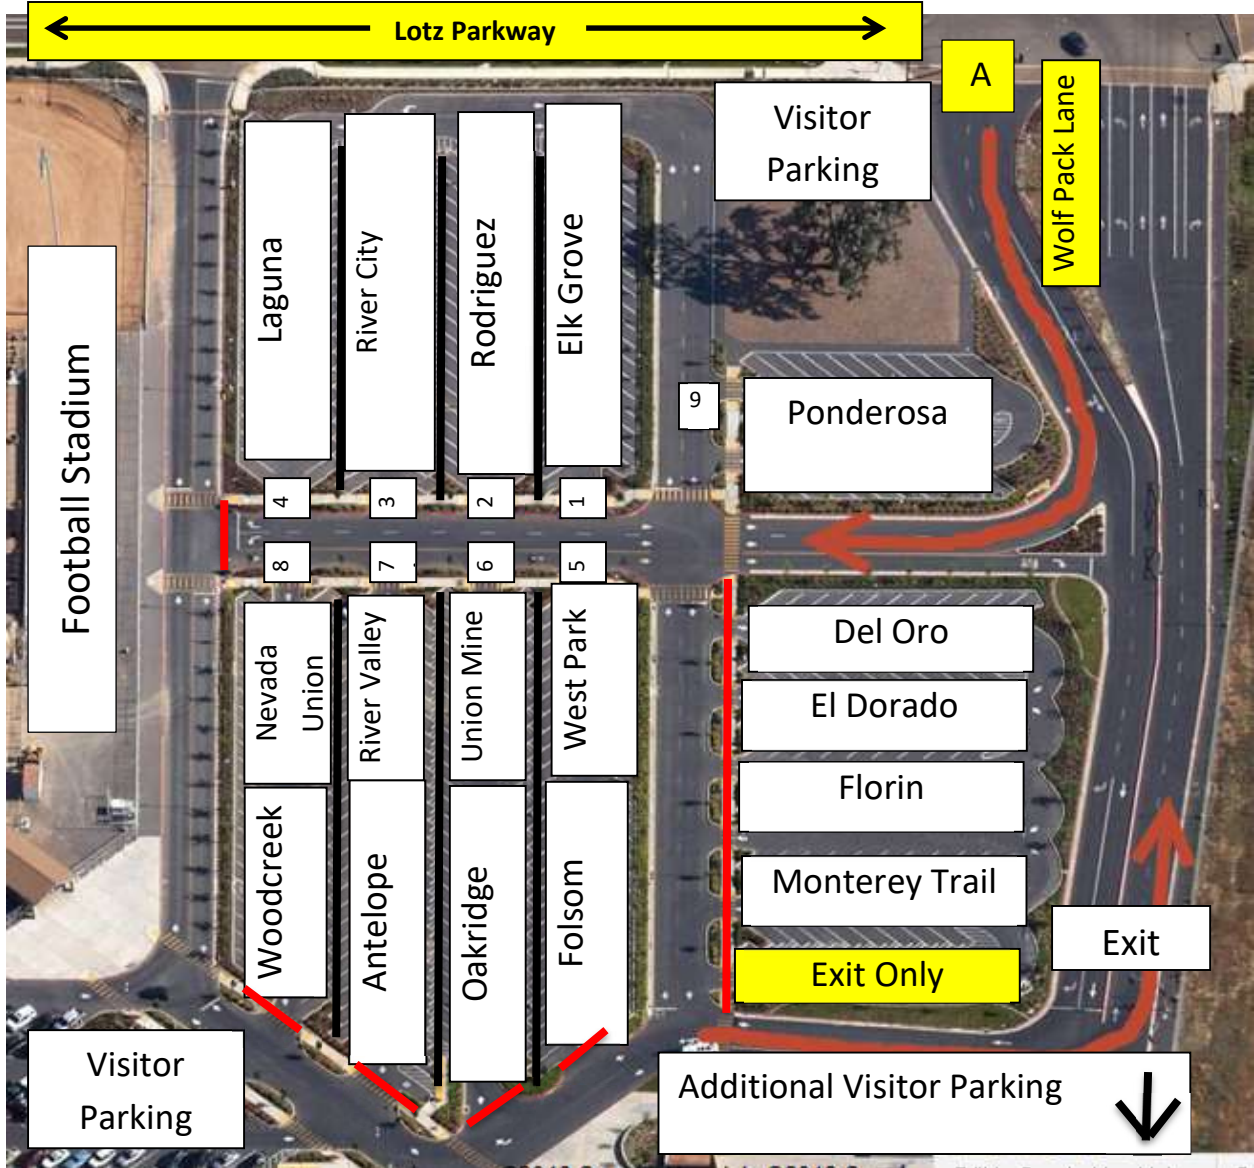 Lotz Parkway
A
Wolf Pack Lane
Visitor
Parking
Laguna
River City
Rodriguez
Elk Grove
Football Stadium
9
Ponderosa
4
3
2
1
8
7
6
5
Nevada
Union
River Valley
Union Mine
West Park
Del Oro
El Dorado
Florin
Monterey Trail
Exit Only
Woodcreek
Antelope
Oakridge
Folsom
Exit
Visitor
Parking
Additional Visitor Parking